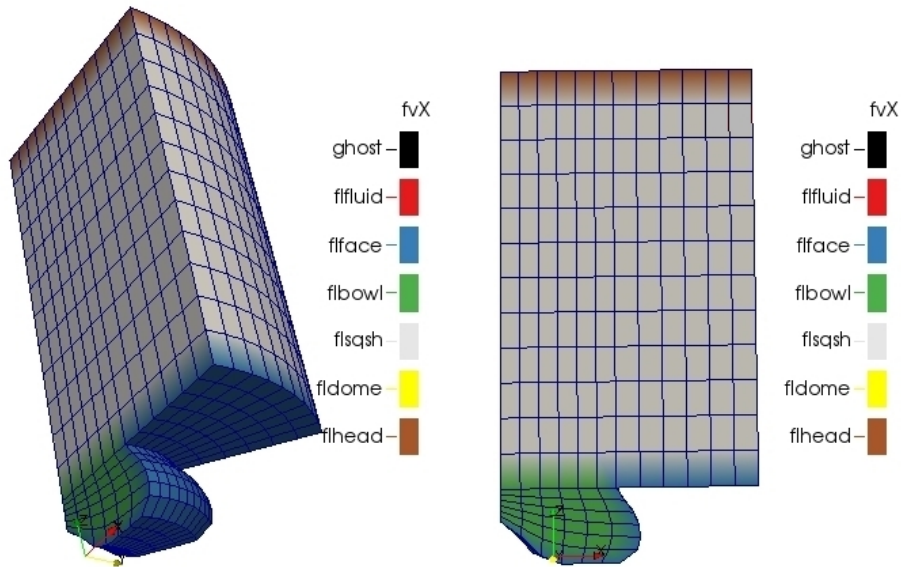 fvX
ghost
flfluid
flface
flbowl
flsqsh
fldome
flhead
fvX
ghost
flfluid
flface
flbowl
flsqsh
fldome
flhead